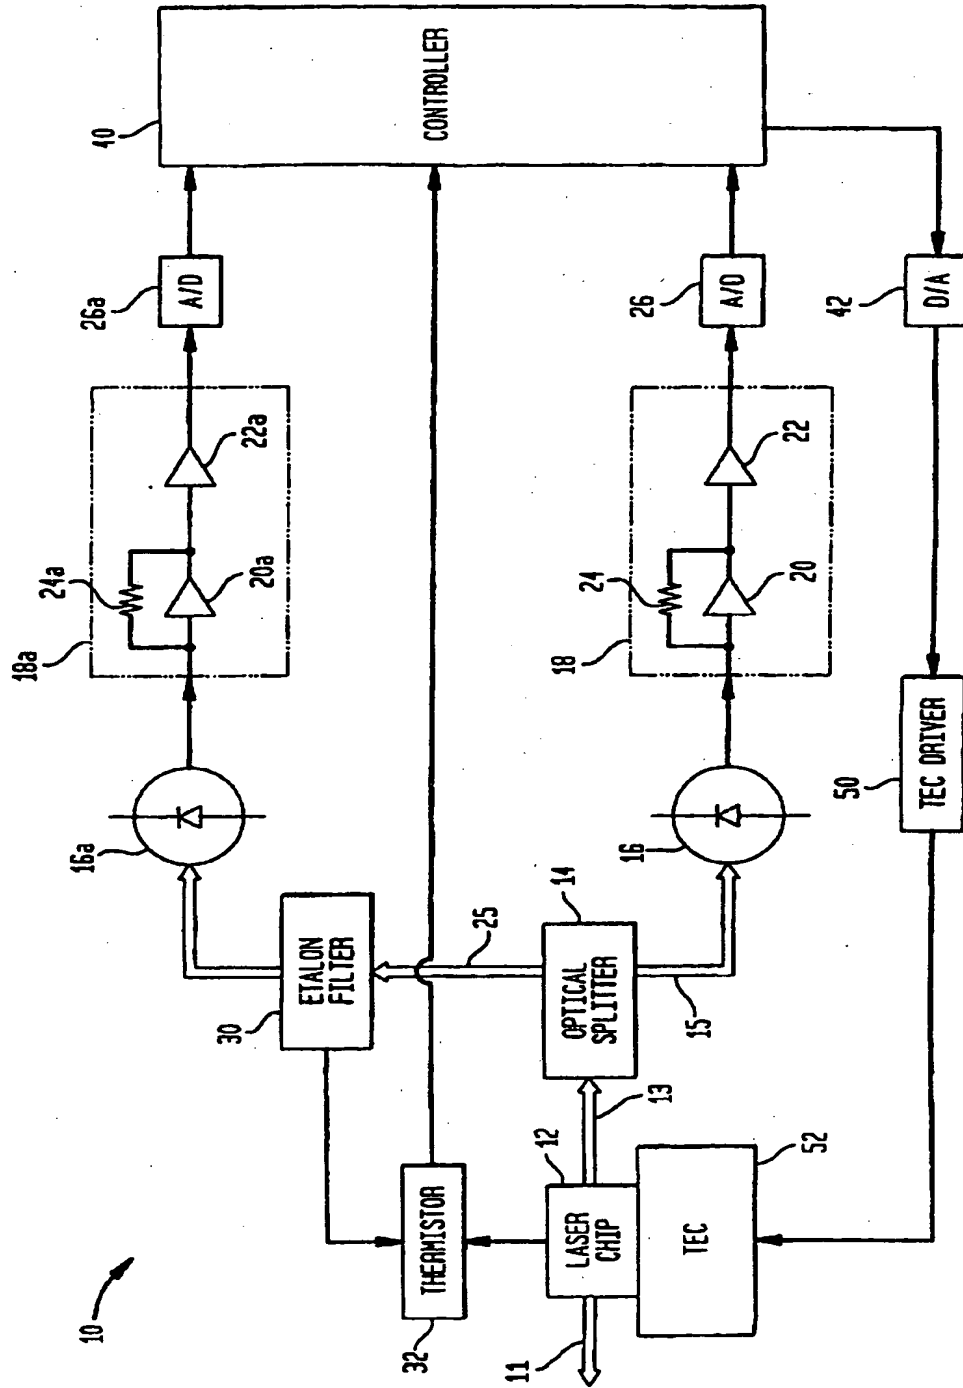 10
11
LASER
CHIP
12
13
TEC
52
THERMISTOR
32
OPTICAL
SPLITTER
14
15
25
ETALON
FILTER
30
16a
16
18a
24a
20a
22a
18
24
20
22
26a
A/D
26
A/D
CONTROLLER
40
42
D/A
TEC DRIVER
50